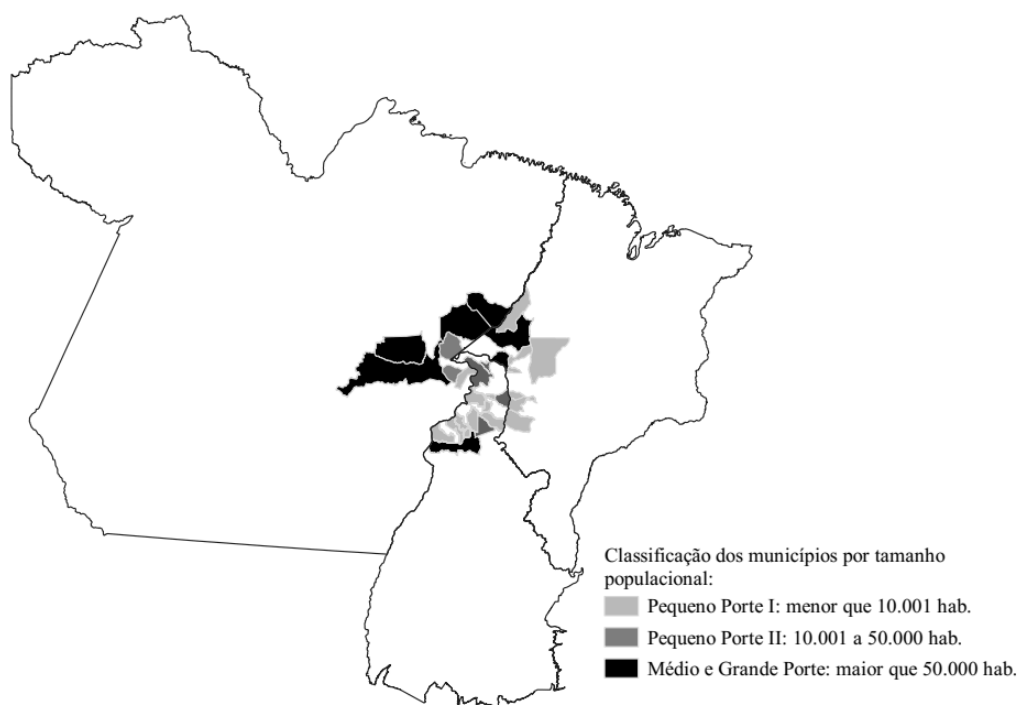 Classificação dos municípios por tamanho
populacional:
Pequeno Porte I: menor que 10.001 hab.
Pequeno Porte II: 10.001 a 50.000 hab.
Médio e Grande Porte: maior que 50.000 hab.